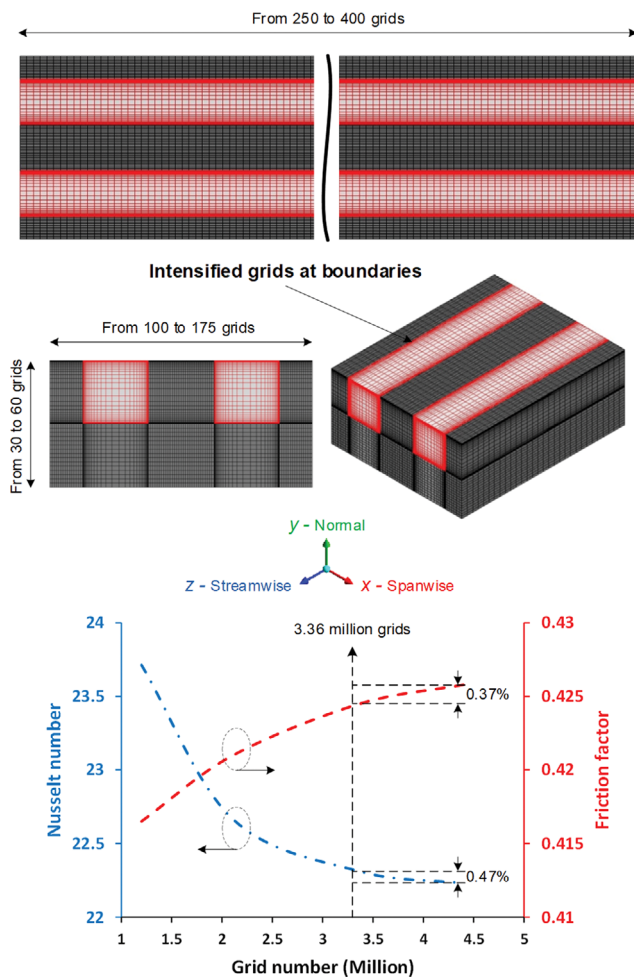 From 250 to 400 grids
Intensified grids at boundaries
From 100 to 175 grids
From 30 to 60 grids
y - Normal
z - Streamwise
x - Spanwise
3.36 million grids
24
23.5
23
22.5
22
Nusselt number
0.43
0.425
0.42
0.415
0.41
Friction factor
0.37%
0.47%
1
1.5
2
2.5
3
3.5
4
4.5
5
Grid number (Million)